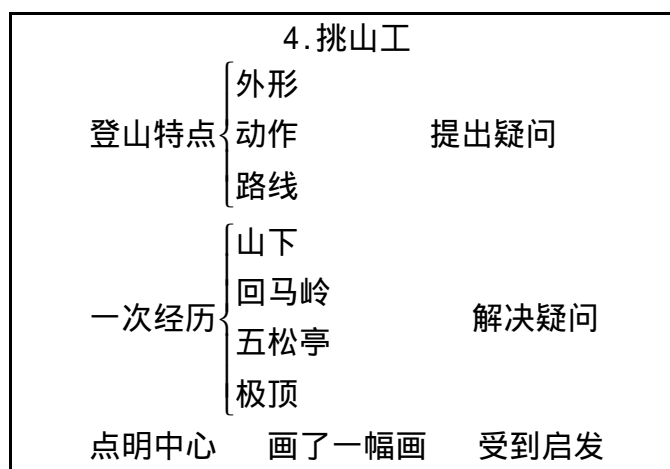 4.挑山工
外形
登山特点 动作 提出疑问
路线
山下
回马岭
一次经历 解决疑问
五松亭
极顶
点明中心 画了一幅画 受到启发